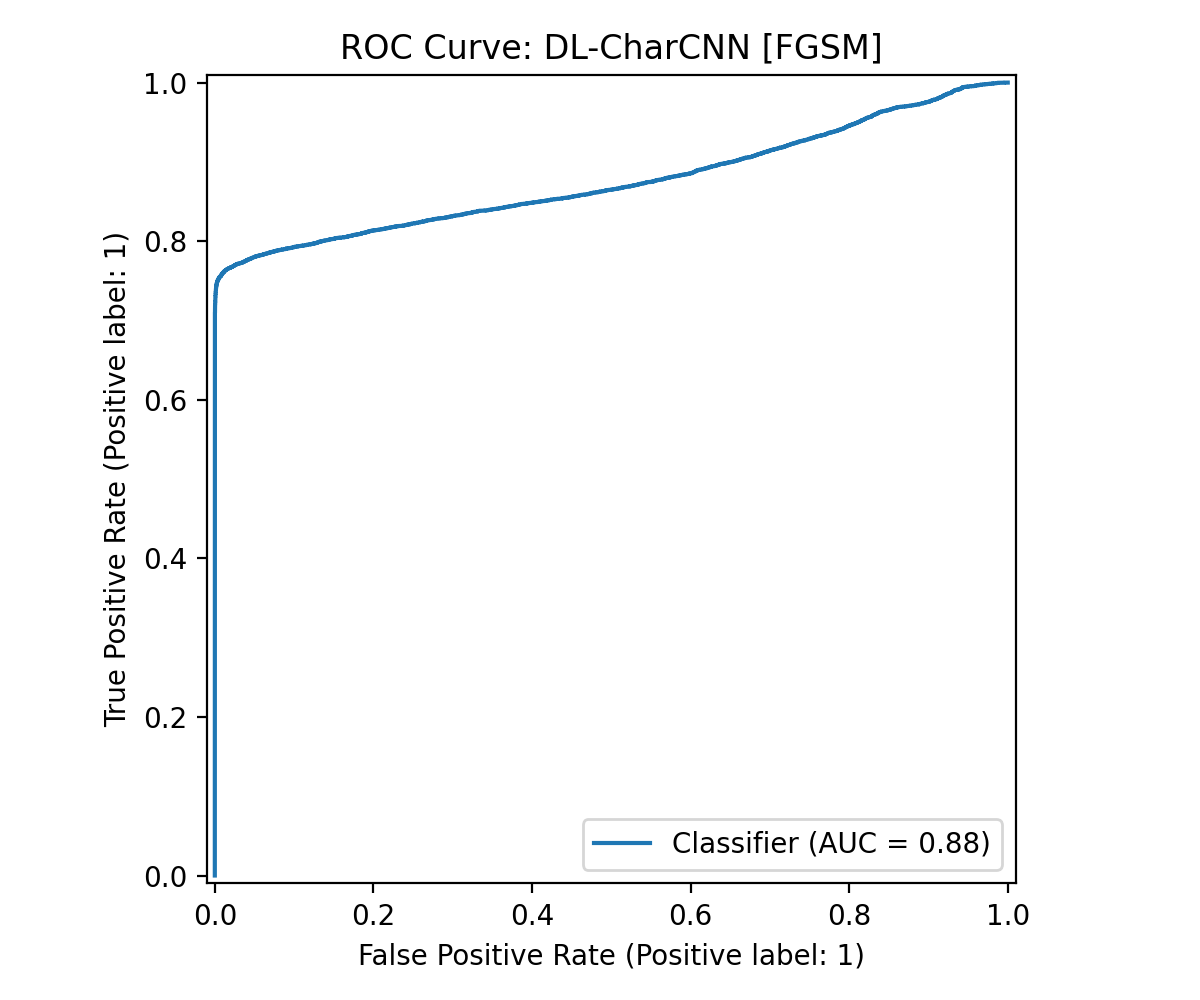 ROC Curve: DL-CharCNN [FGSM]
True Positive Rate (Positive label: 1)
1.0
0.8
0.6
0.4
0.2
0.0
Classifier (AUC = 0.88)
0.0 0.2 0.4 0.6 0.8 1.0
False Positive Rate (Positive label: 1)